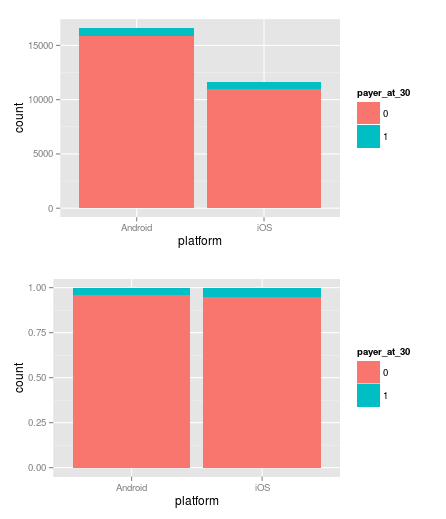 15000
10000
5000
0
count
Android
iOS
platform
payer_at_30
0
1
1.00
0.75
0.50
0.25
0.00
count
Android
iOS
platform
payer_at_30
0
1